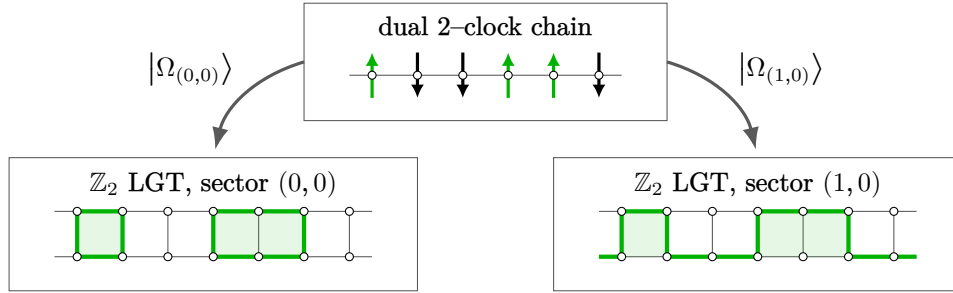 dual 2–clock chain
|Ω(0,0)⟩
|Ω(1,0)⟩
ℤ₂ LGT, sector (0, 0)
ℤ₂ LGT, sector (1, 0)